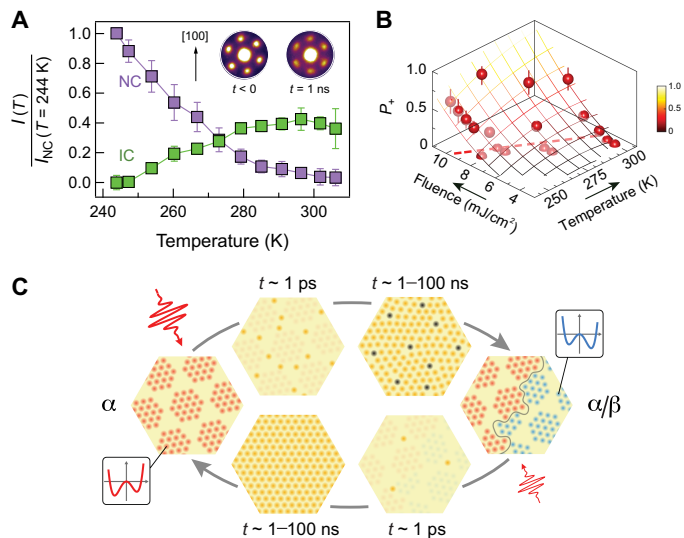 A
I (T)
I_NC (T = 244 K)
1.0
0.8
0.6
0.4
0.2
0.0
NC
IC
[100]
t < 0
t = 1 ns
240
260
280
300
Temperature (K)
B
P+
1.0
0.5
0
10
8
6
4
Fluence (mJ/cm²)
250
275
300
Temperature (K)
1.0
0.5
0
C
t ~ 1 ps
t ~ 1–100 ns
α
α/β
t ~ 1–100 ns
t ~ 1 ps